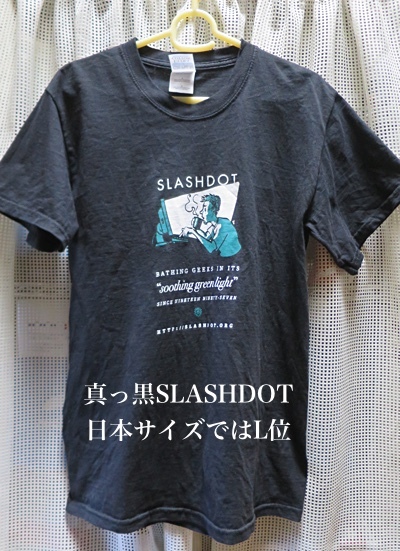 SLASHDOT
BATHING GEEKS IN ITS
"soothing greenlight"
SINCE NINETEEN NINETY-SEVEN
HTTP://SLASHDOT.ORG
真っ黒SLASHDOT
日本サイズではL位